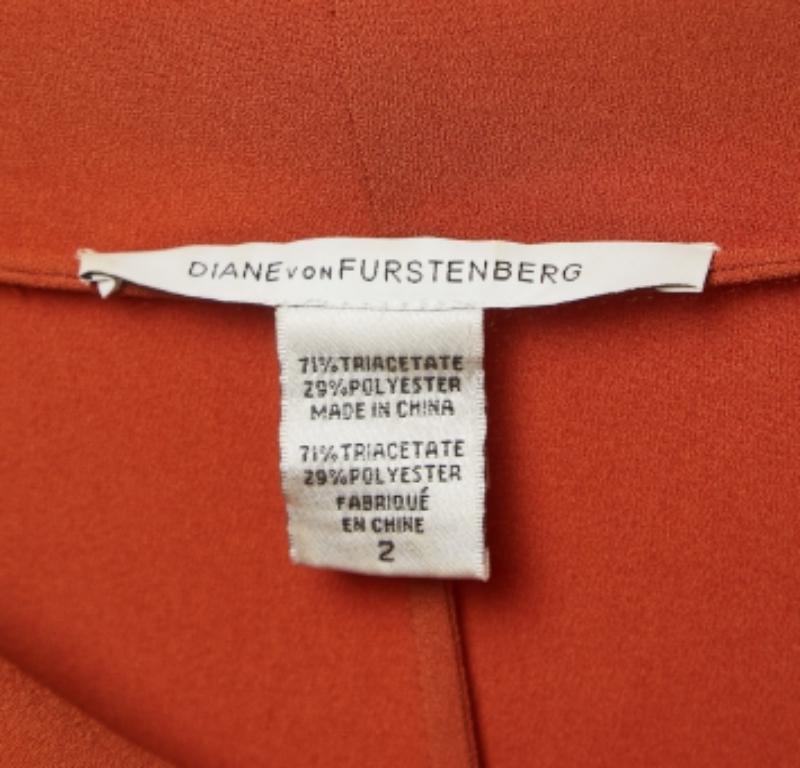 DIANE VON FURSTENBERG
71%TRIACETATE
29%POLYESTER
MADE IN CHINA
71%TRIACETATE
29%POLYESTER
FABRIQUÉ
EN CHINE
2